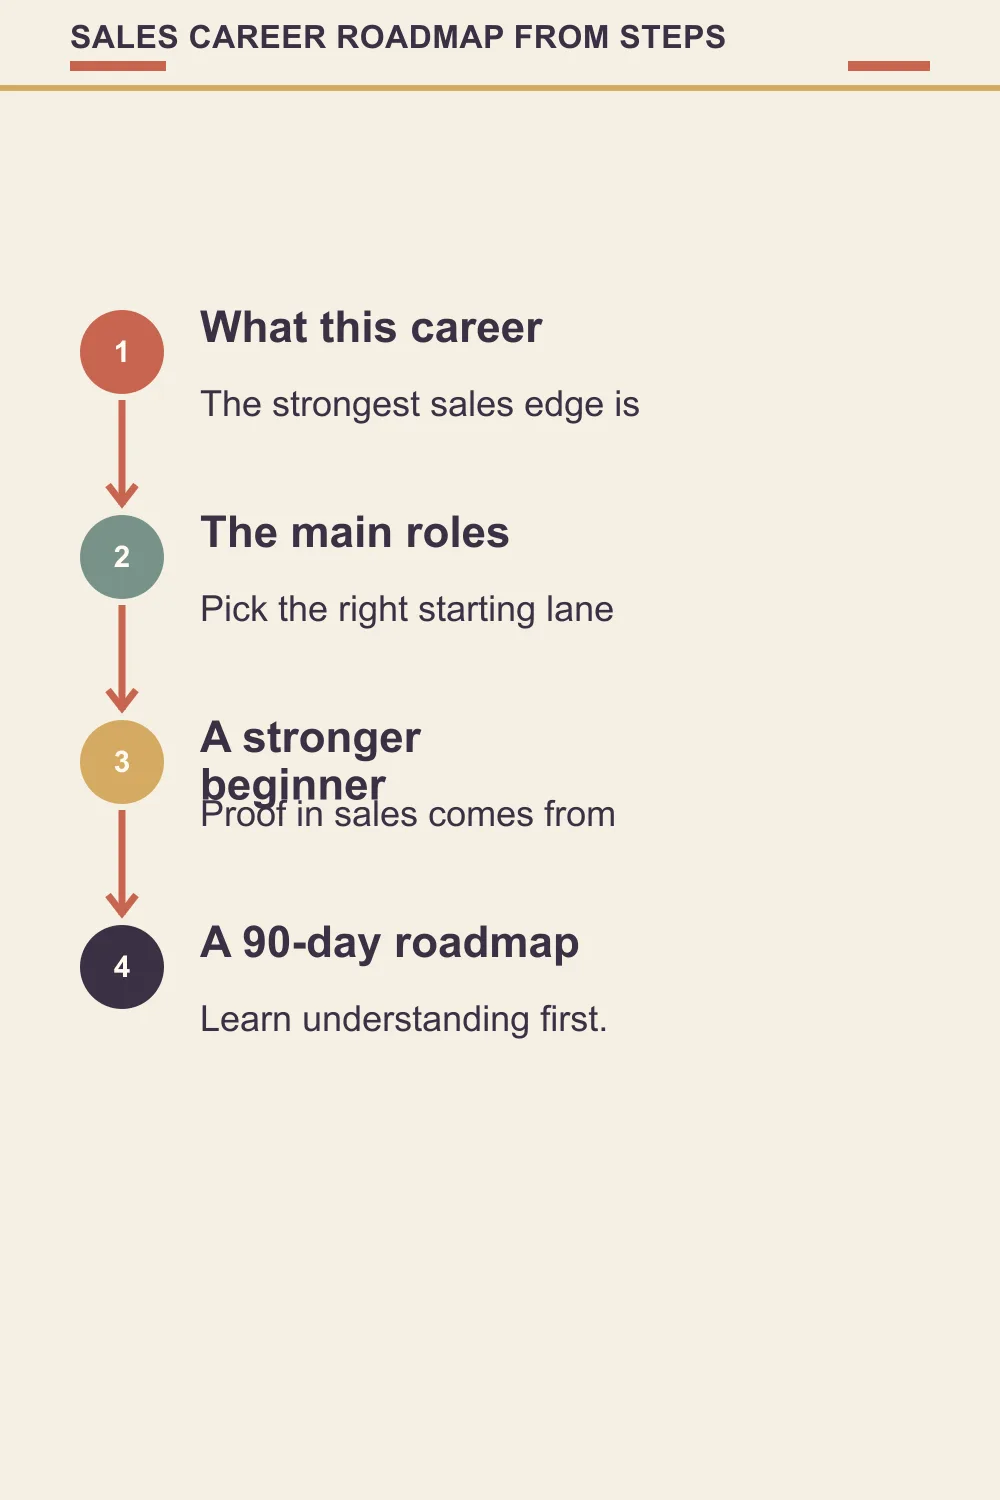 SALES CAREER ROADMAP FROM STEPS
1
What this career
The strongest sales edge is
2
The main roles
Pick the right starting lane
3
A stronger
beginner
Proof in sales comes from
4
A 90-day roadmap
Learn understanding first.